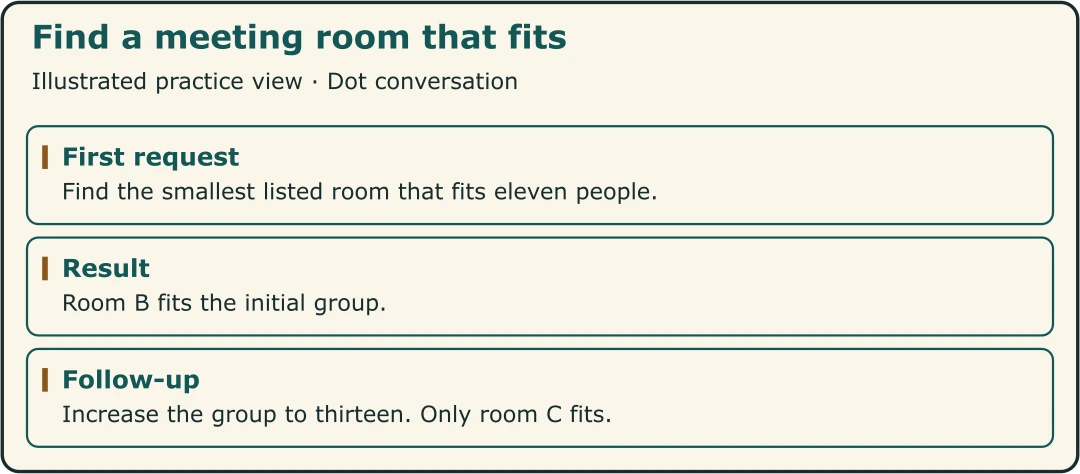 Find a meeting room that fits
Illustrated practice view · Dot conversation
First request
Find the smallest listed room that fits eleven people.
Result
Room B fits the initial group.
Follow-up
Increase the group to thirteen. Only room C fits.